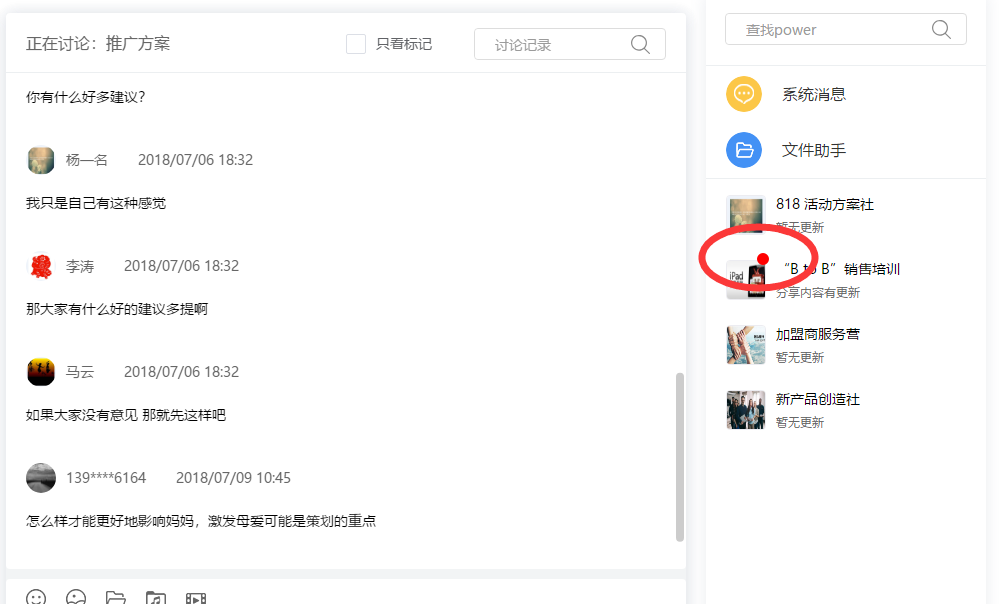 正在讨论：推广方案
只看标记
讨论记录
你有什么好多建议？
杨一名 2018/07/06 18:32
我只是自己有这种感觉
李涛 2018/07/06 18:32
那大家有什么好的建议多提啊
马云 2018/07/06 18:32
如果大家没有意见 那就先这样吧
139****6164 2018/07/09 10:45
怎么样才能更好地影响妈妈，激发母爱可能是策划的重点
查找power
系统消息
文件助手
818 活动方案社
暂无更新
iPad
“B to B”销售培训
分享内容有更新
加盟商服务营
暂无更新
新产品创造社
暂无更新